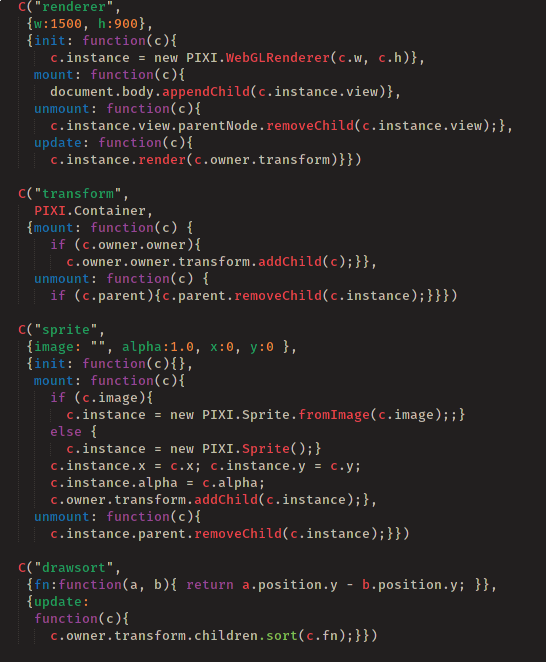 C("renderer",
{w:1500, h:900},
{init: function(c){
c.instance = new PIXI.WebGLRenderer(c.w, c.h)},
mount: function(c){
document.body.appendChild(c.instance.view)},
unmount: function(c){
c.instance.view.parentNode.removeChild(c.instance.view);},
update: function(c){
c.instance.render(c.owner.transform)}})
C("transform",
PIXI.Container,
{mount: function(c) {
if (c.owner.owner){
c.owner.owner.transform.addChild(c);}},
unmount: function(c) {
if (c.parent){c.parent.removeChild(c.instance);}}})
C("sprite",
{image: "", alpha:1.0, x:0, y:0 },
{init: function(c){},
mount: function(c){
if (c.image){
c.instance = new PIXI.Sprite.fromImage(c.image);;}
else {
c.instance = new PIXI.Sprite();}
c.instance.x = c.x; c.instance.y = c.y;
c.instance.alpha = c.alpha;
c.owner.transform.addChild(c.instance);},
unmount: function(c){
c.instance.parent.removeChild(c.instance);}})
C("drawsort",
{fn:function(a, b){ return a.position.y - b.position.y; }},
{update:
function(c){
c.owner.transform.children.sort(c.fn);}})